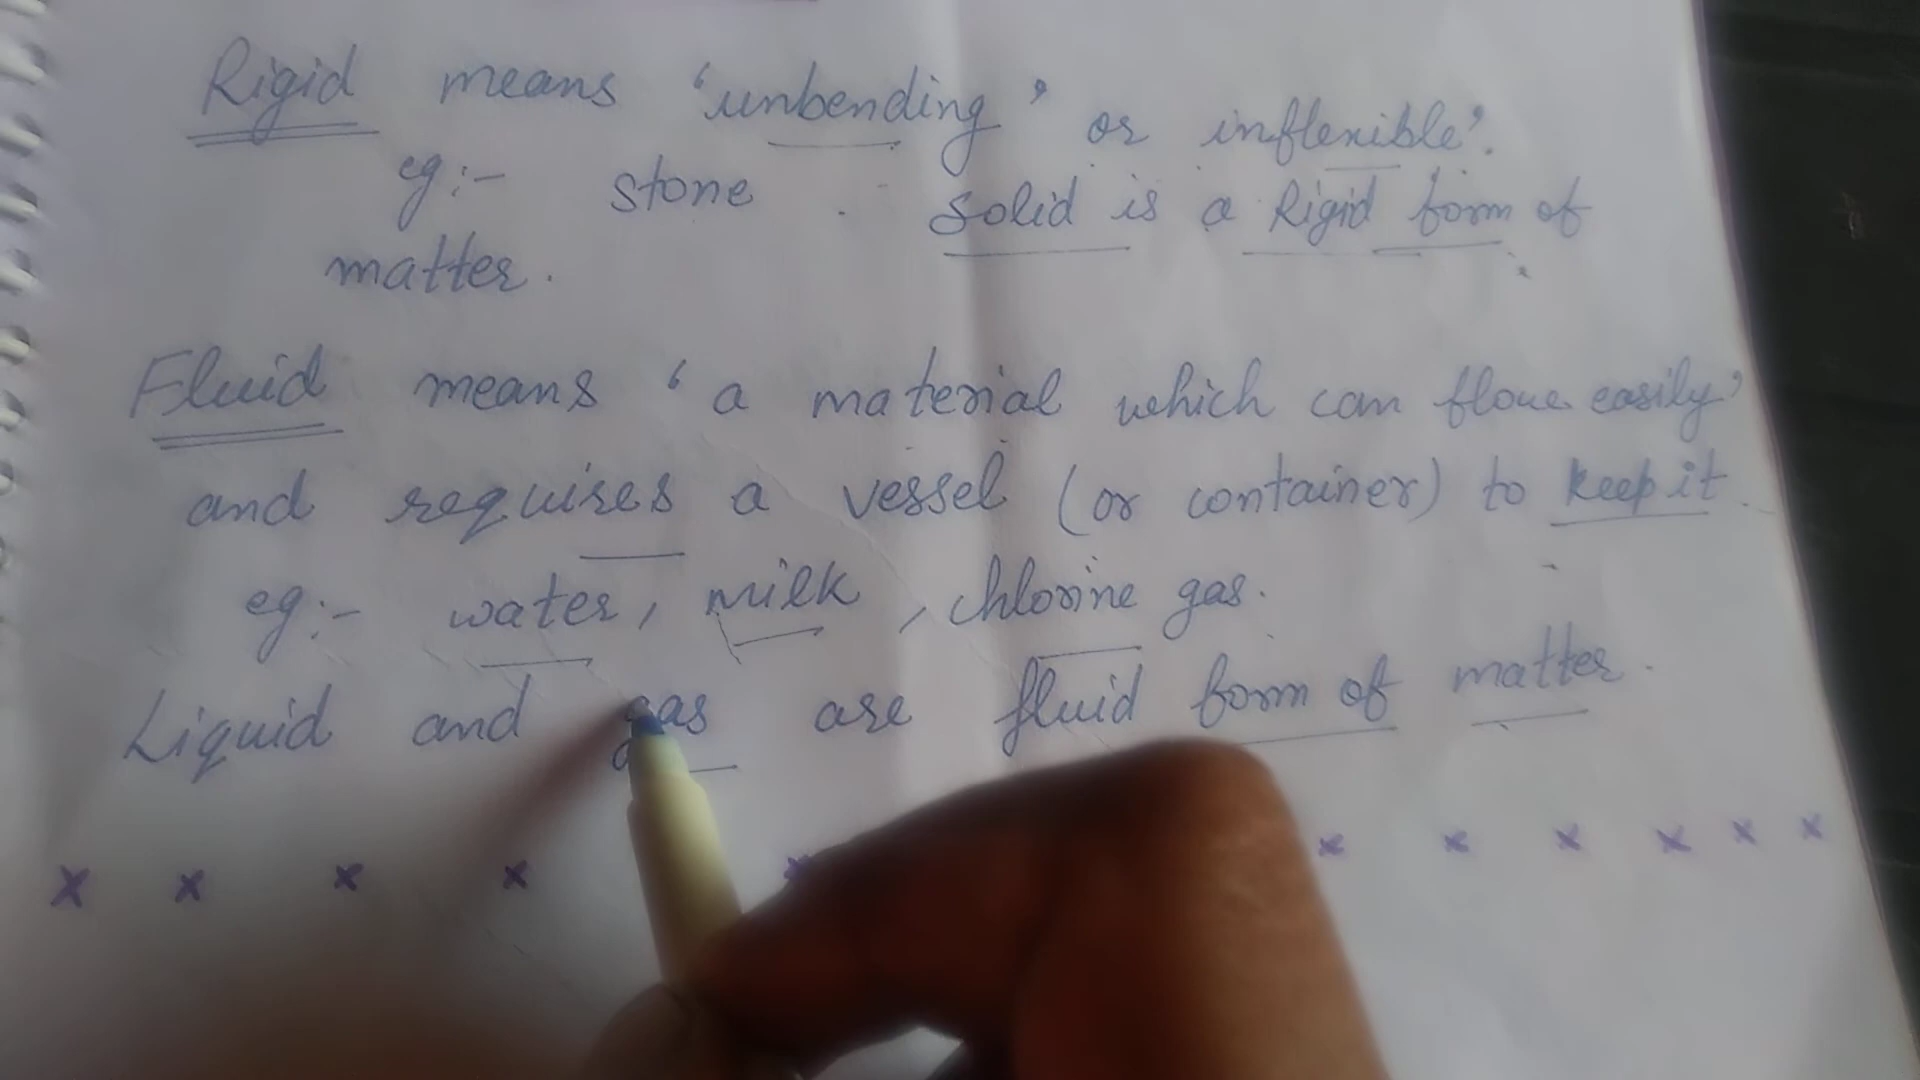 Rigid means 'unbending' or inflexible'.
eg:- stone . Solid is a Rigid form of
matter.
Fluid means 'a material which can flow easily'
and requires a vessel (or container) to keep it.
eg:- water, milk, chlorine gas.
Liquid and gas are fluid form of matter.
x x x x x x x x x x x